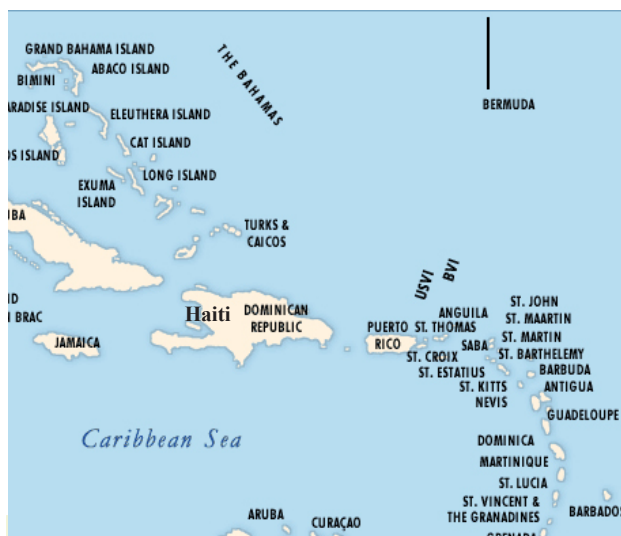 GRAND BAHAMA ISLAND
ABACO ISLAND
BIMINI
THE BAHAMAS
BERMUDA
ARADISE ISLAND
ELEUTHERA ISLAND
CAT ISLAND
OS ISLAND
LONG ISLAND
EXUMA
ISLAND
UBA
TURKS &
CAICOS
USVI
BVI
ND
N BRAC
JAMAICA
Haiti
DOMINICAN
REPUBLIC
PUERTO
RICO
ANGUILA
ST. THOMAS
SABA
ST. CROIX
ST. ESTATIUS
ST. KITTS
NEVIS
ST. JOHN
ST. MAARTIN
ST. MARTIN
ST. BARTHELEMY
BARBUDA
ANTIGUA
GUADELOUPE
Caribbean Sea
DOMINICA
MARTINIQUE
ST. LUCIA
ST. VINCENT &
THE GRANADINES
BARBADOS
ARUBA
CURAÇAO
GRENADA